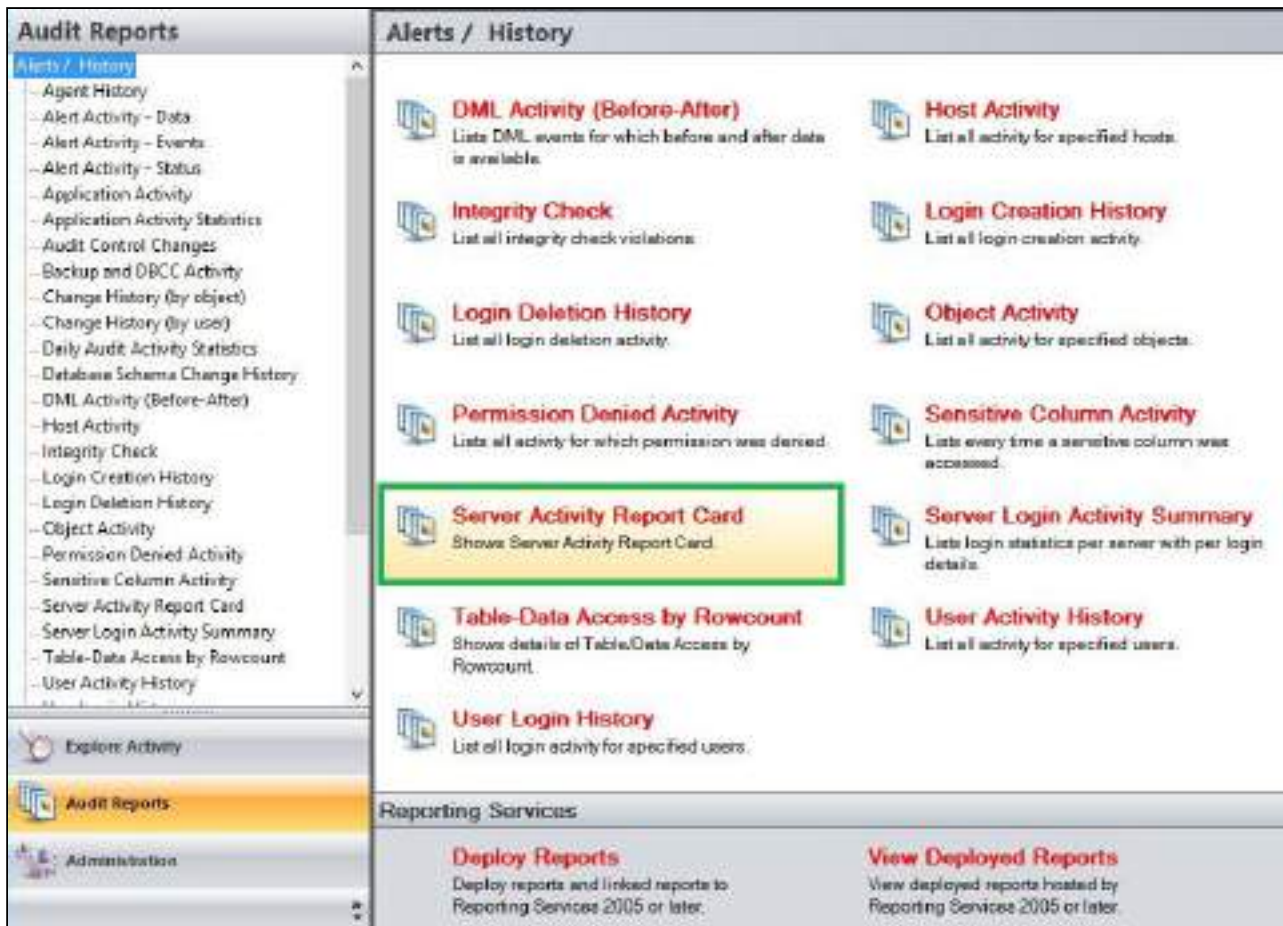 Audit Reports
Alerts / History
Agent History
Alert Activity - Data
Alert Activity - Events
Alert Activity - Status
Application Activity
Application Activity Statistics
Audit Control Changes
Backup and DBCC Activity
Change History (by object)
Change History (by user)
Daily Audit Activity Statistics
Database Schema Change History
DML Activity (Before-After)
Host Activity
Integrity Check
Login Creation History
Login Deletion History
Object Activity
Permission Denied Activity
Sensitive Column Activity
Server Activity Report Card
Server Login Activity Summary
Table-Data Access by Rowcount
User Activity History
Explore Activity
Audit Reports
Administration
Alerts / History
DML Activity (Before-After)
Lists DML events for which before and after data
is available.
Host Activity
List all activity for specified hosts.
Integrity Check
List all integrity check violations.
Login Creation History
List all login creation activity.
Login Deletion History
List all login deletion activity.
Object Activity
List all activity for specified objects.
Permission Denied Activity
Lists all activity for which permission was denied.
Sensitive Column Activity
Lists every time a sensitive column was
accessed.
Server Activity Report Card
Shows Server Activity Report Card.
Server Login Activity Summary
Lists login statistics per server with per login
details.
Table-Data Access by Rowcount
Shows details of Table/Data Access by
Rowcount.
User Activity History
List all activity for specified users.
User Login History
List all login activity for specified users.
Reporting Services
Deploy Reports
Deploy reports and linked reports to
Reporting Services 2005 or later.
View Deployed Reports
View deployed reports hosted by
Reporting Services 2005 or later.